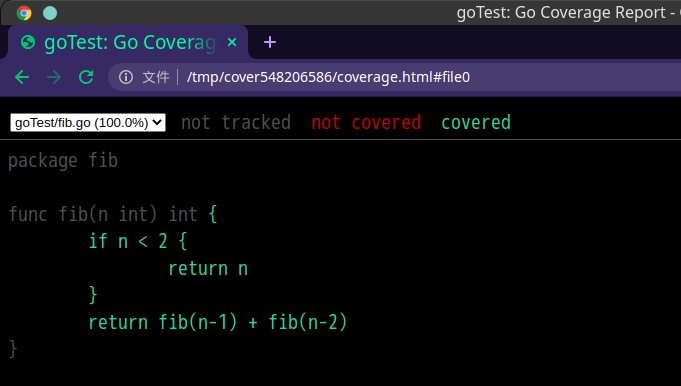 goTest: Go Coverage Report -
goTest: Go Coverag
文件 /tmp/cover548206586/coverage.html#file0
goTest/fib.go (100.0%) not tracked not covered covered
package fib
func fib(n int) int {
if n < 2 {
return n
}
return fib(n-1) + fib(n-2)
}